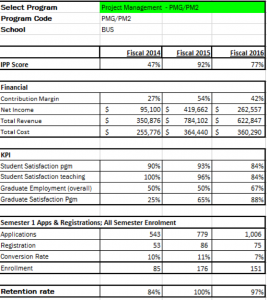 Select Program Project Management - PMG/PM2
Program Code PMG/PM2
School BUS
Fiscal 2014 Fiscal 2015 Fiscal 2016
IPP Score 47% 92% 77%
Financial
Contribution Margin 27% 54% 42%
Net Income $ 95,100 $ 419,662 $ 262,557
Total Revenue $ 350,876 $ 784,102 $ 622,847
Total Cost $ 255,776 $ 364,440 $ 360,290
KPI
Student Satisfaction pgm 90% 93% 84%
Student Satisfaction teaching 100% 96% 84%
Graduate Employment (overall) 50% 50% 67%
Graduate Satisfaction Pgm 25% 65% 88%
Semester 1 Apps & Registrations; All Semester Enrolment
Applications 543 779 1,006
Registration 53 86 75
Conversion Rate 10% 11% 7%
Enrollment 85 176 151
Retention rate 84% 100% 97%